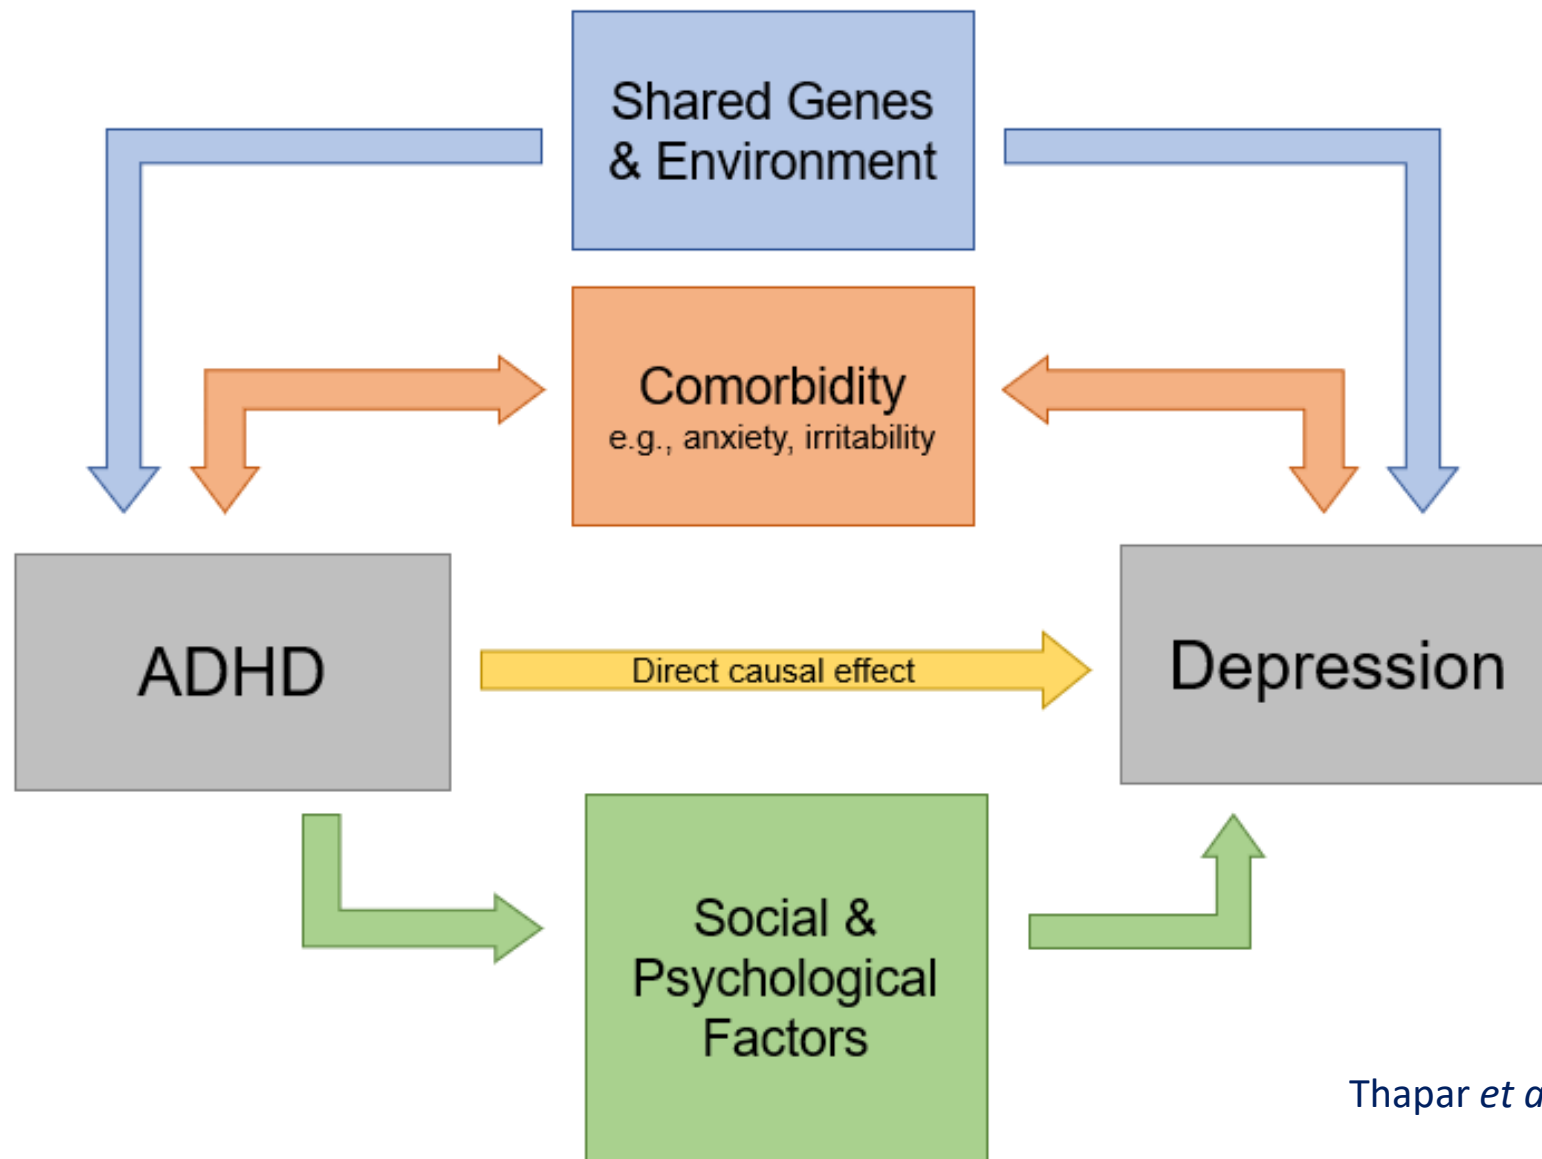 Shared Genes
& Environment
Comorbidity
e.g., anxiety, irritability
ADHD
Direct causal effect
Depression
Social &
Psychological
Factors
Thapar et a